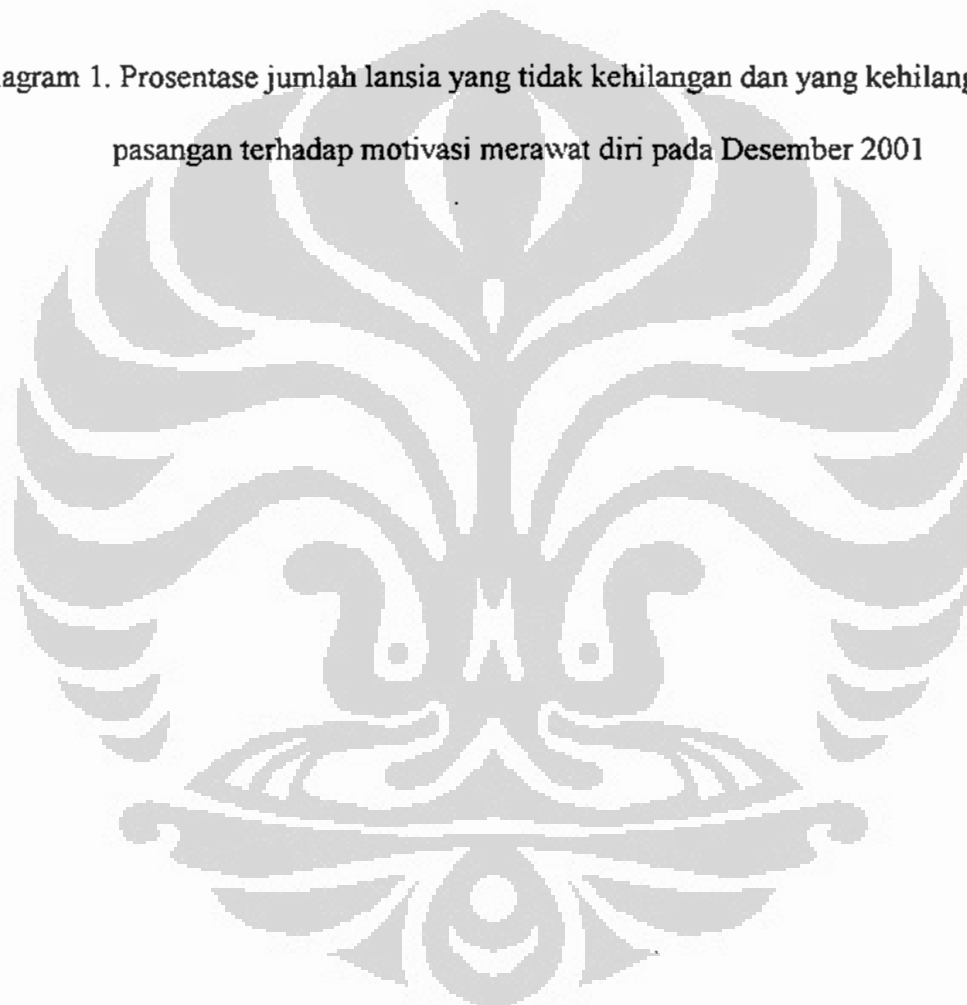 agram 1. Prosentase jumlah lansia yang tidak kehilangan dan yang kehilang
pasangan terhadap motivasi merawat diri pada Desember 2001